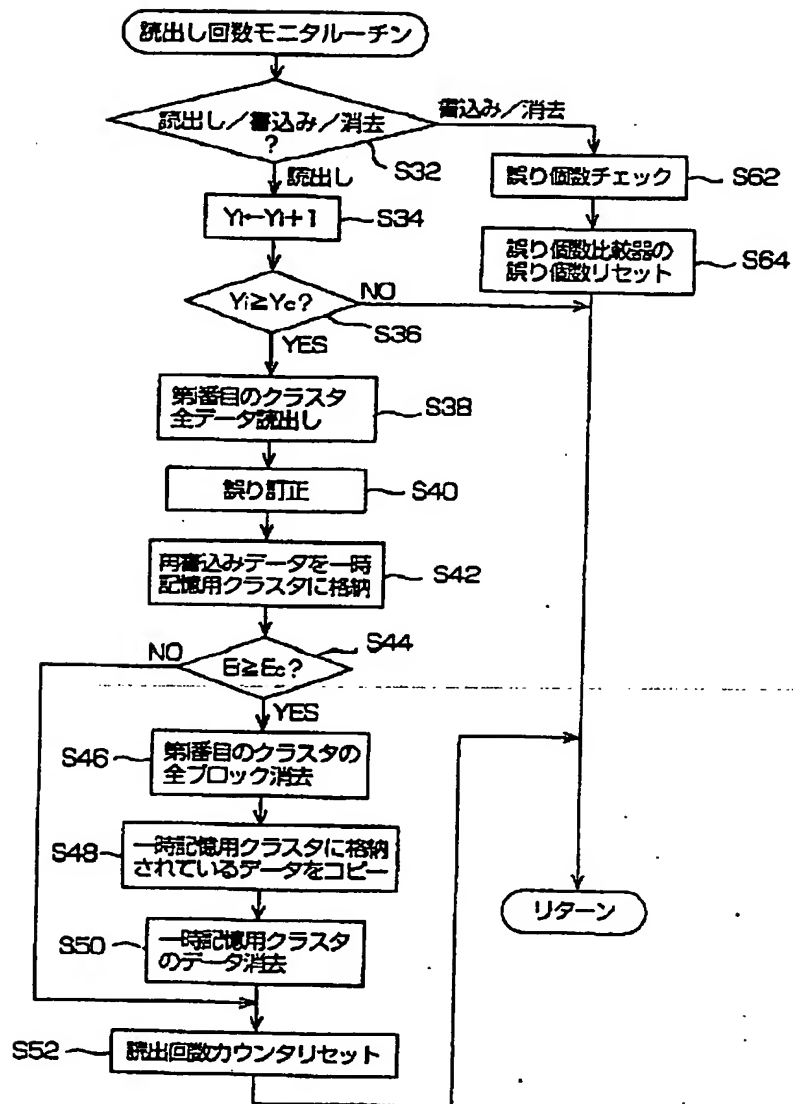 読出し回数モニタルーチン
読出し/書込み/消去
?
S32
書込み/消去
読出し
誤り個数チェック
S62
Yi←Yi+1
S34
誤り個数比較器の
誤り個数リセット
S64
Yi≧Yc?
NO
S36
YES
第i番目のクラスタ
全データ読出し
S38
誤り訂正
S40
再書込みデータを一時
記憶用クラスタに格納
S42
Ei≧Ec?
S44
NO
YES
S46
第i番目のクラスタの
全ブロック消去
S48
一時記憶用クラスタに格納
されているデータをコピー
リターン
S50
一時記憶用クラスタ
のデータ消去
S52
読出回数カウンタリセット